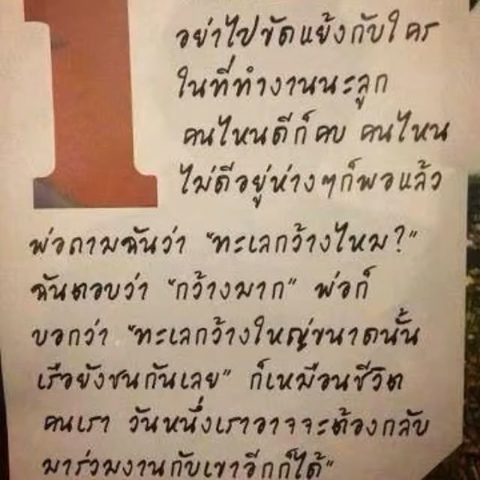 1
อย่าไปขัดแย้งกับใคร
ในที่ทำงานนะลูก
คนไหนดีก็คบ คนไหน
ไม่ดีอยู่ห่างๆก็พอแล้ว
พ่อถามฉันว่า "ทะเลกว้างไหม?"
ฉันตอบว่า "กว้างมาก" พ่อก็
บอกว่า "ทะเลกว้างใหญ่ขนาดนั้น
เรือยังชนกันเลย" ก็เหมือนชีวิต
คนเรา วันหนึ่งเราอาจจะต้องกลับ
มาร่วมงานกับเขาอีกก็ได้"